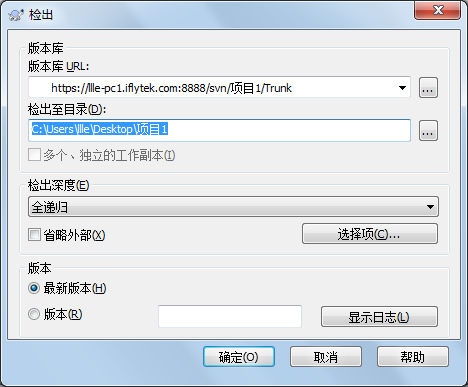 检出
版本库
版本库 URL:
https://llle-pc1.iflytek.com:8888/svn/项目1/Trunk
...
检出至目录(D):
C:\Users\llle\Desktop\项目1
...
多个、独立的工作副本(I)
检出深度(E)
全递归
省略外部(X)
选择项(C)...
版本
最新版本(H)
版本(R)
显示日志(L)
确定(O)
取消
帮助